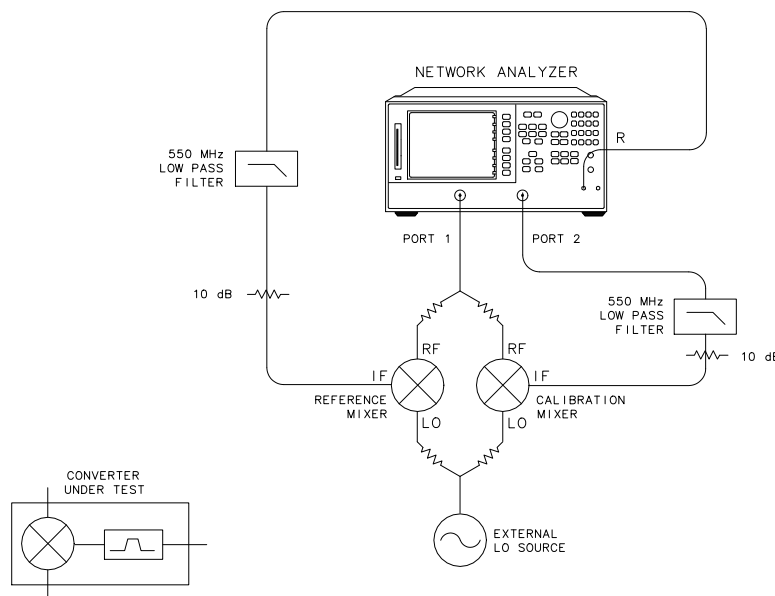 NETWORK ANALYZER
R
550 MHz
LOW PASS
FILTER
PORT 1
PORT 2
10 dB
550 MHz
LOW PASS
FILTER
10 dB
RF
RF
IF
IF
REFERENCE
MIXER
CALIBRATION
MIXER
LO
LO
CONVERTER
UNDER TEST
EXTERNAL
LO SOURCE